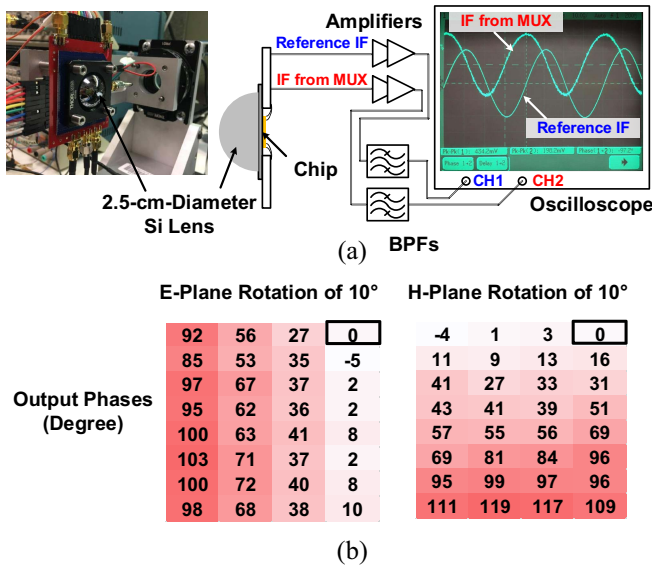 (a)
Amplifiers
Reference IF
IF from MUX
IF from MUX
Reference IF
Chip
2.5-cm-Diameter
Si Lens
BPFs
CH1
CH2
Oscilloscope
E-Plane Rotation of 10°
H-Plane Rotation of 10°
Output Phases
(Degree)
92 56 27 0
85 53 35 -5
97 67 37 2
95 62 36 2
100 63 41 8
103 71 37 2
100 72 40 8
98 68 38 10
-4 1 3 0
11 9 13 16
41 27 33 31
43 41 39 51
57 55 56 69
69 81 84 96
95 99 97 96
111 119 117 109
(b)